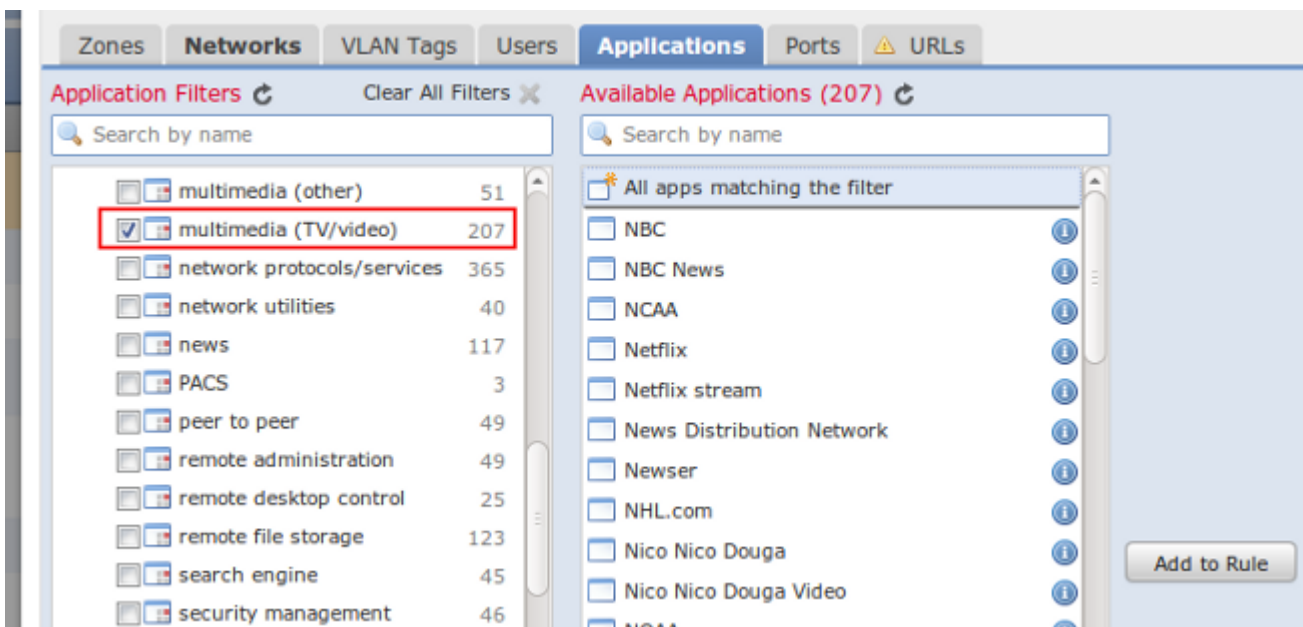 Zones Networks VLAN Tags Users Applications Ports URLs
Application Filters Clear All Filters
Search by name
multimedia (other) 51
multimedia (TV/video) 207
network protocols/services 365
network utilities 40
news 117
PACS 3
peer to peer 49
remote administration 49
remote desktop control 25
remote file storage 123
search engine 45
security management 46
Available Applications (207)
Search by name
All apps matching the filter
NBC
NBC News
NCAA
Netflix
Netflix stream
News Distribution Network
Newser
NHL.com
Nico Nico Douga
Nico Nico Douga Video
Add to Rule